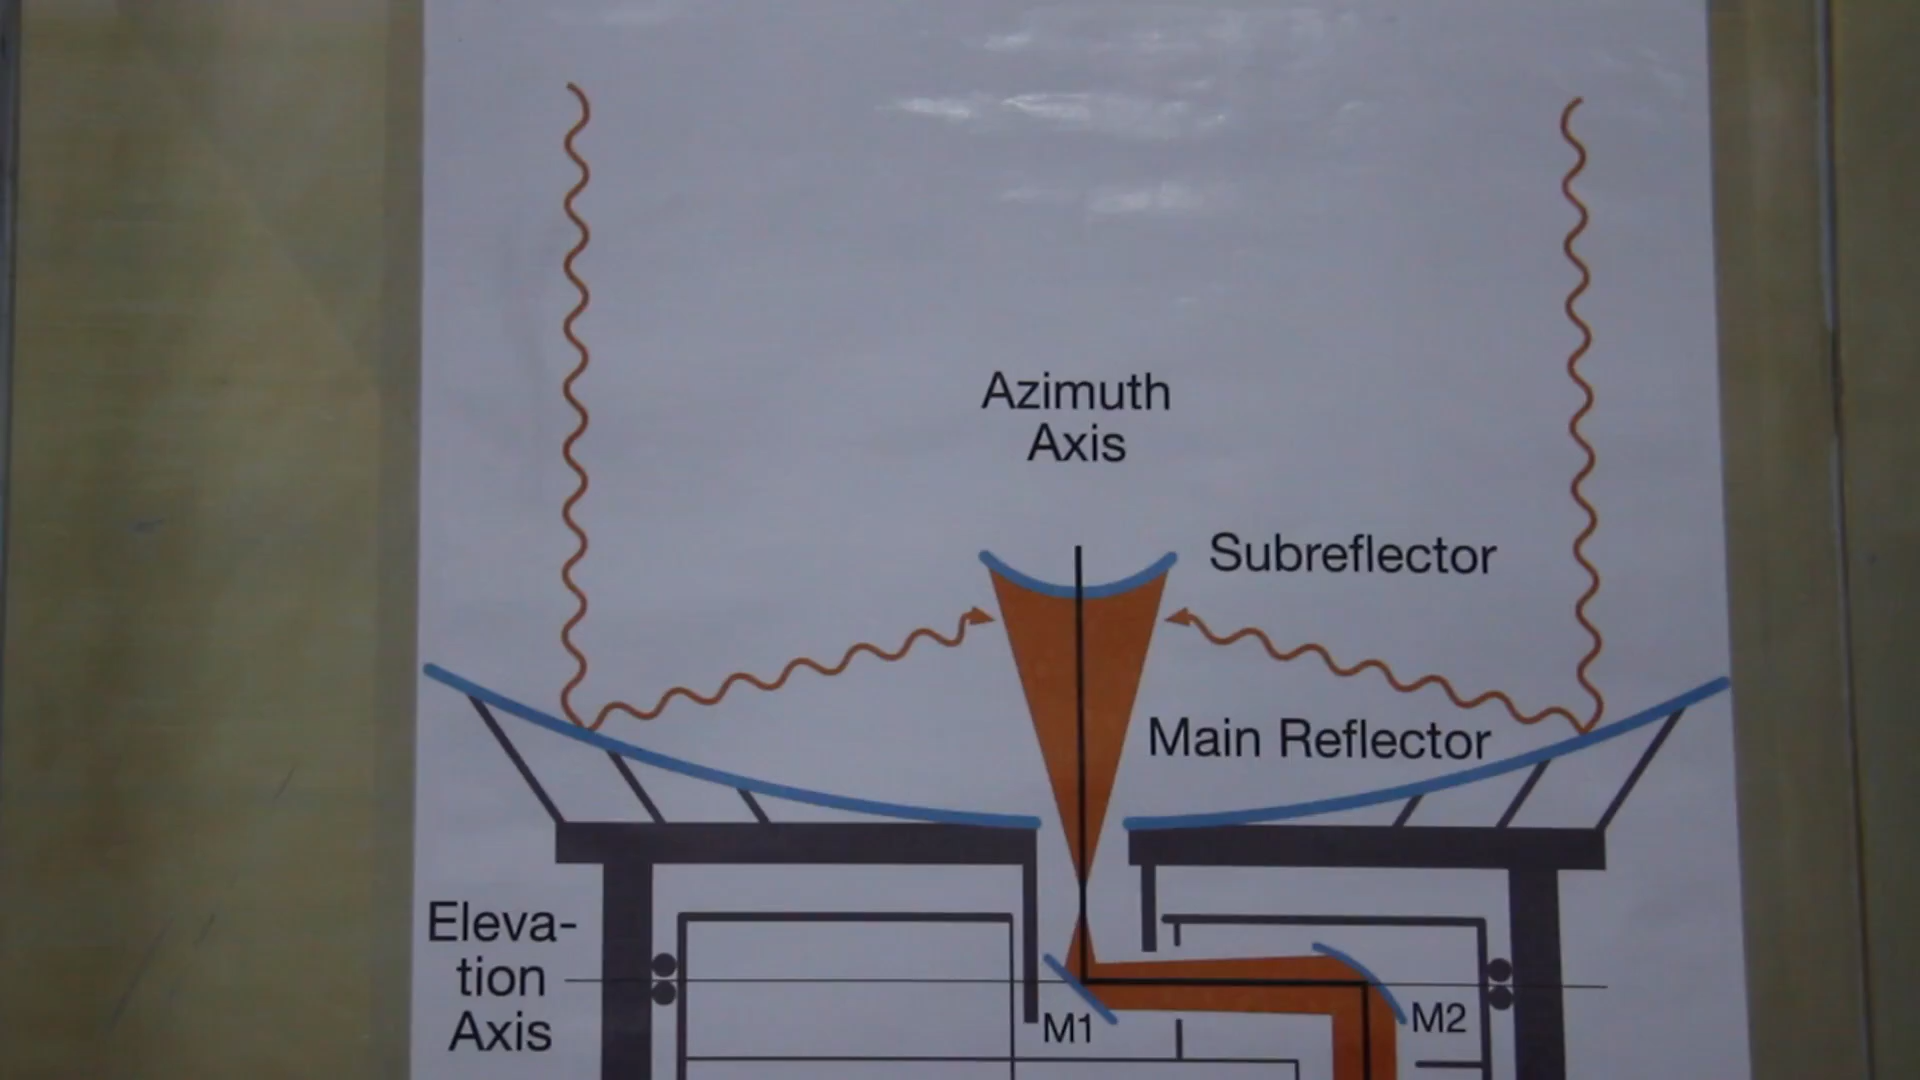 Azimuth
Axis
Subreflector
Main Reflector
Eleva-
tion
Axis
M1
M2